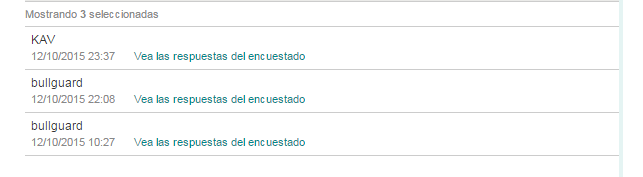 Mostrando 3 seleccionadas
KAV
12/10/2015 23:37 Vea las respuestas del encuestado
bullguard
12/10/2015 22:08 Vea las respuestas del encuestado
bullguard
12/10/2015 10:27 Vea las respuestas del encuestado